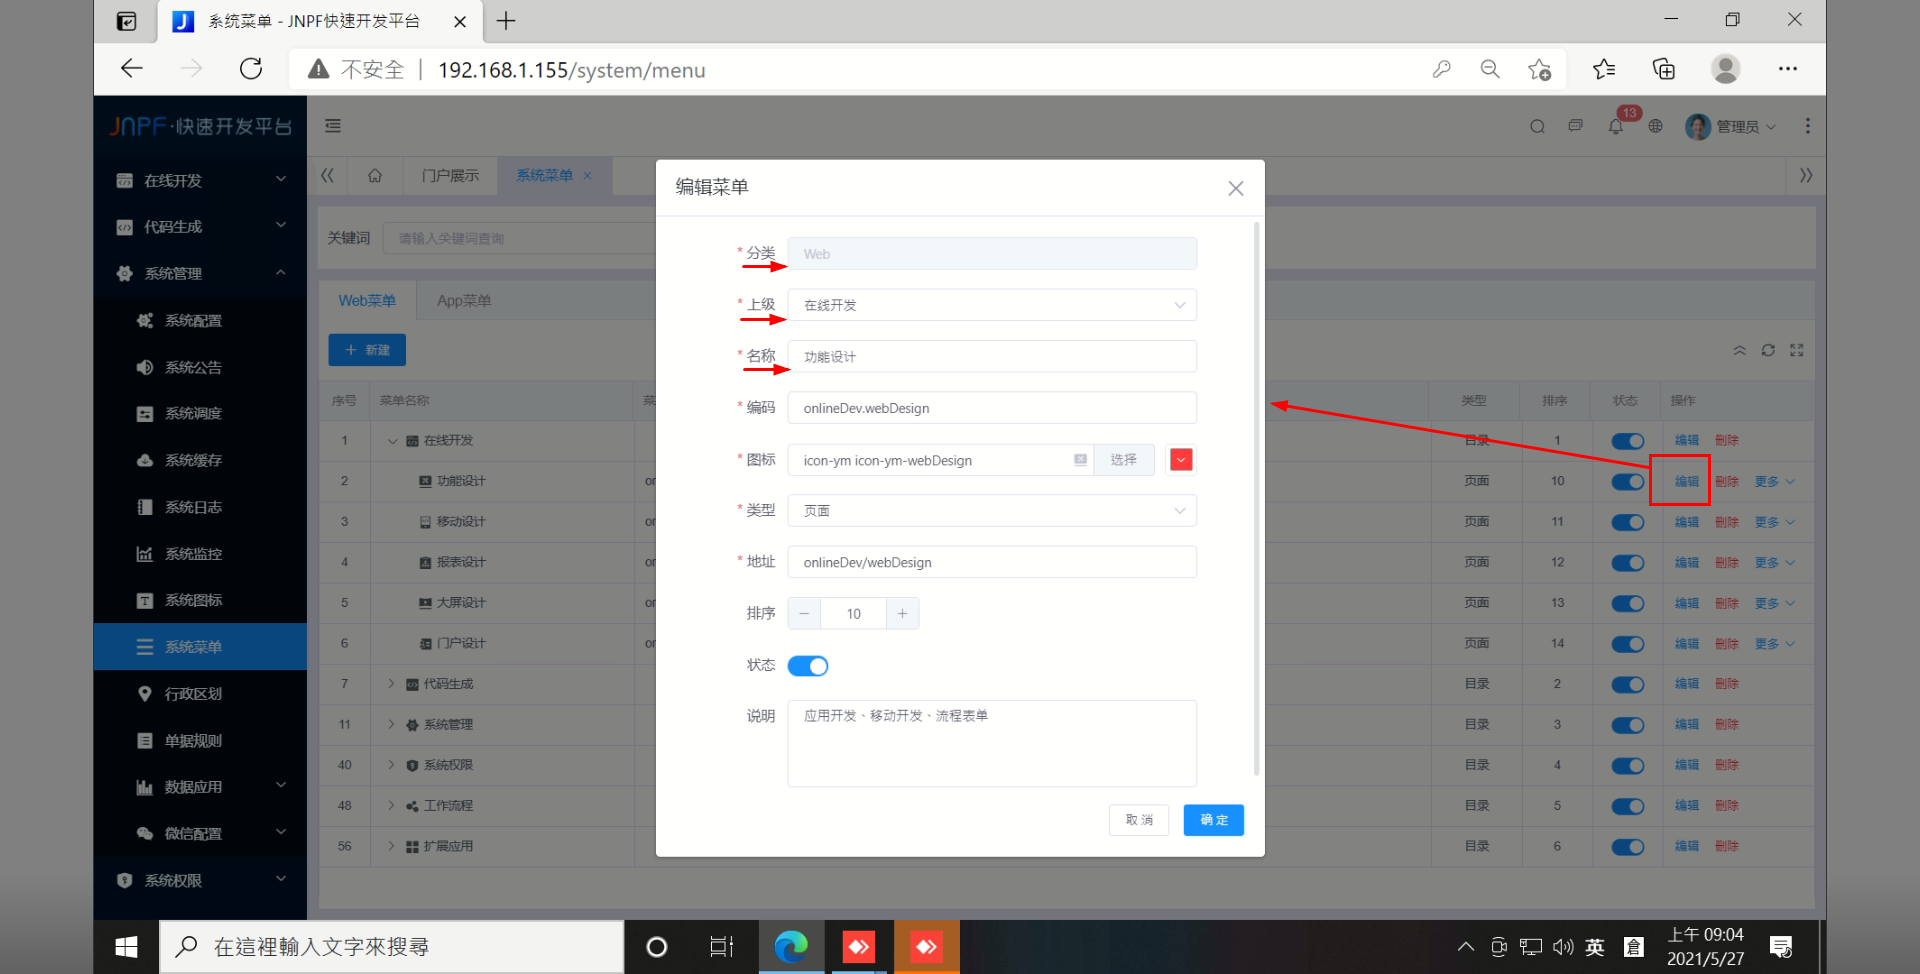 系统菜单 - JNPF快速开发平台
不安全
192.168.1.155/system/menu
JNPF·快速开发平台
13
管理员
在线开发
代码生成
系统管理
系统配置
系统公告
系统调度
系统缓存
系统日志
系统监控
系统图标
系统菜单
行政区划
单据规则
数据应用
微信配置
系统权限
门户展示
系统菜单
关键词
请输入关键词查询
Web菜单
App菜单
+ 新建
序号 菜单名称 类型 排序 状态 操作
1 在线开发 目录 1 编辑 删除
2 功能设计 or 页面 10 编辑 删除 更多
3 移动设计 or 页面 11 编辑 删除 更多
4 报表设计 or 页面 12 编辑 删除 更多
5 大屏设计 or 页面 13 编辑 删除 更多
6 门户设计 or 页面 14 编辑 删除 更多
7 代码生成 目录 2 编辑 删除
11 系统管理 目录 3 编辑 删除
40 系统权限 目录 4 编辑 删除
48 工作流程 目录 5 编辑 删除
56 扩展应用 目录 6 编辑 删除
编辑菜单
* 分类 Web
* 上级 在线开发
* 名称 功能设计
* 编码 onlineDev.webDesign
* 图标 icon-ym icon-ym-webDesign 选择
* 类型 页面
* 地址 onlineDev/webDesign
排序 − 10 +
状态
说明 应用开发、移动开发、流程表单
取消 确定
在這裡輸入文字來搜尋
英
倉
上午 09:04
2021/5/27